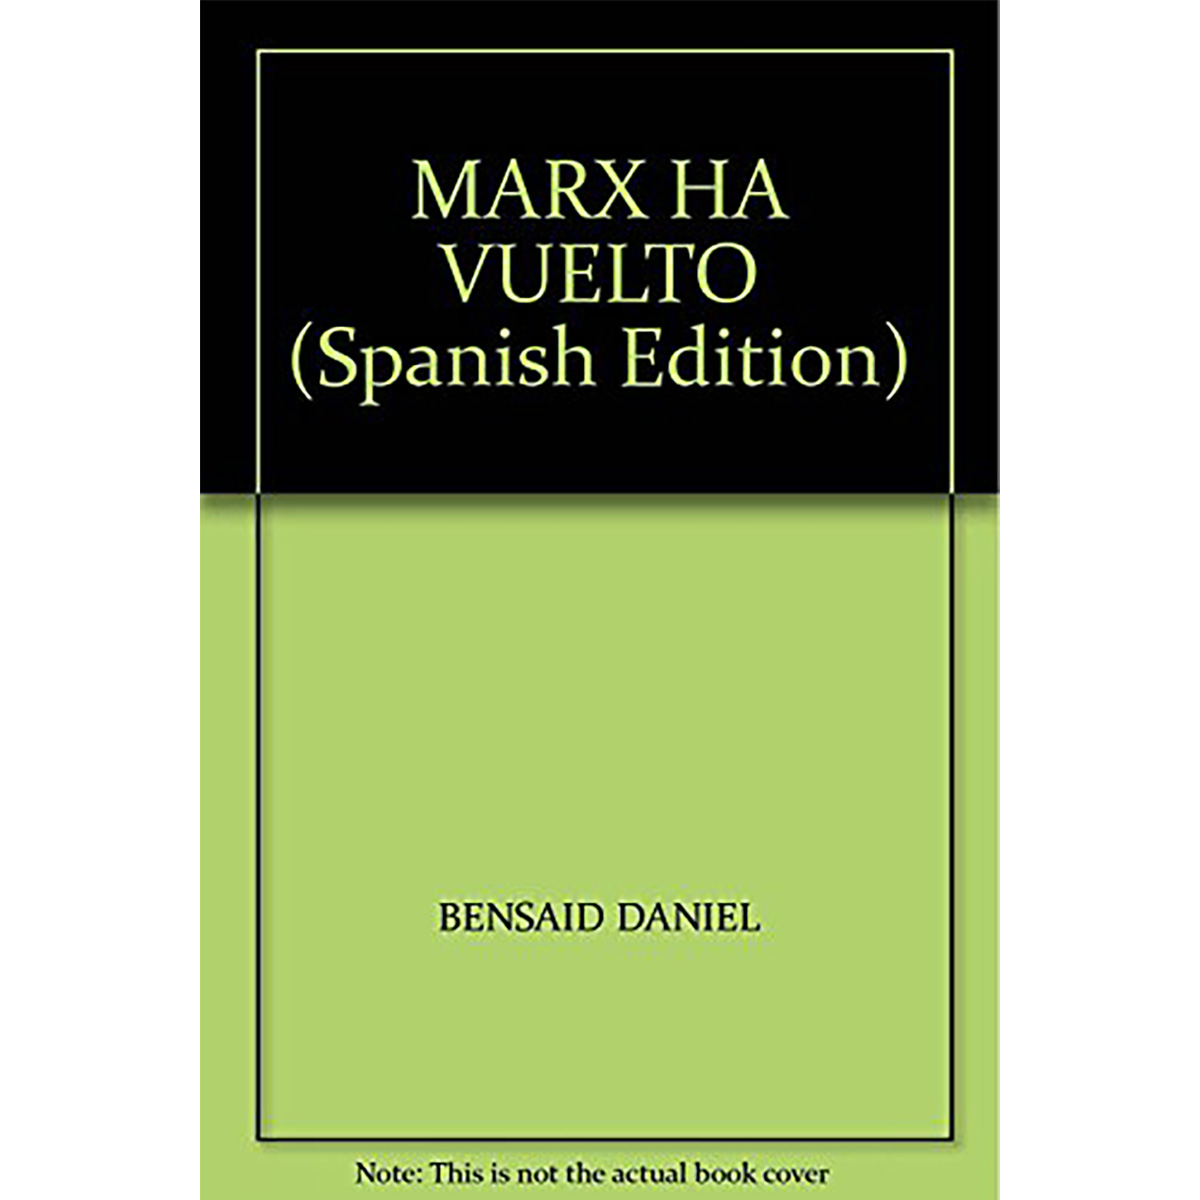 MARX HA
VUELTO
(Spanish Edition)
BENSAID DANIEL
Note: This is not the actual book cover